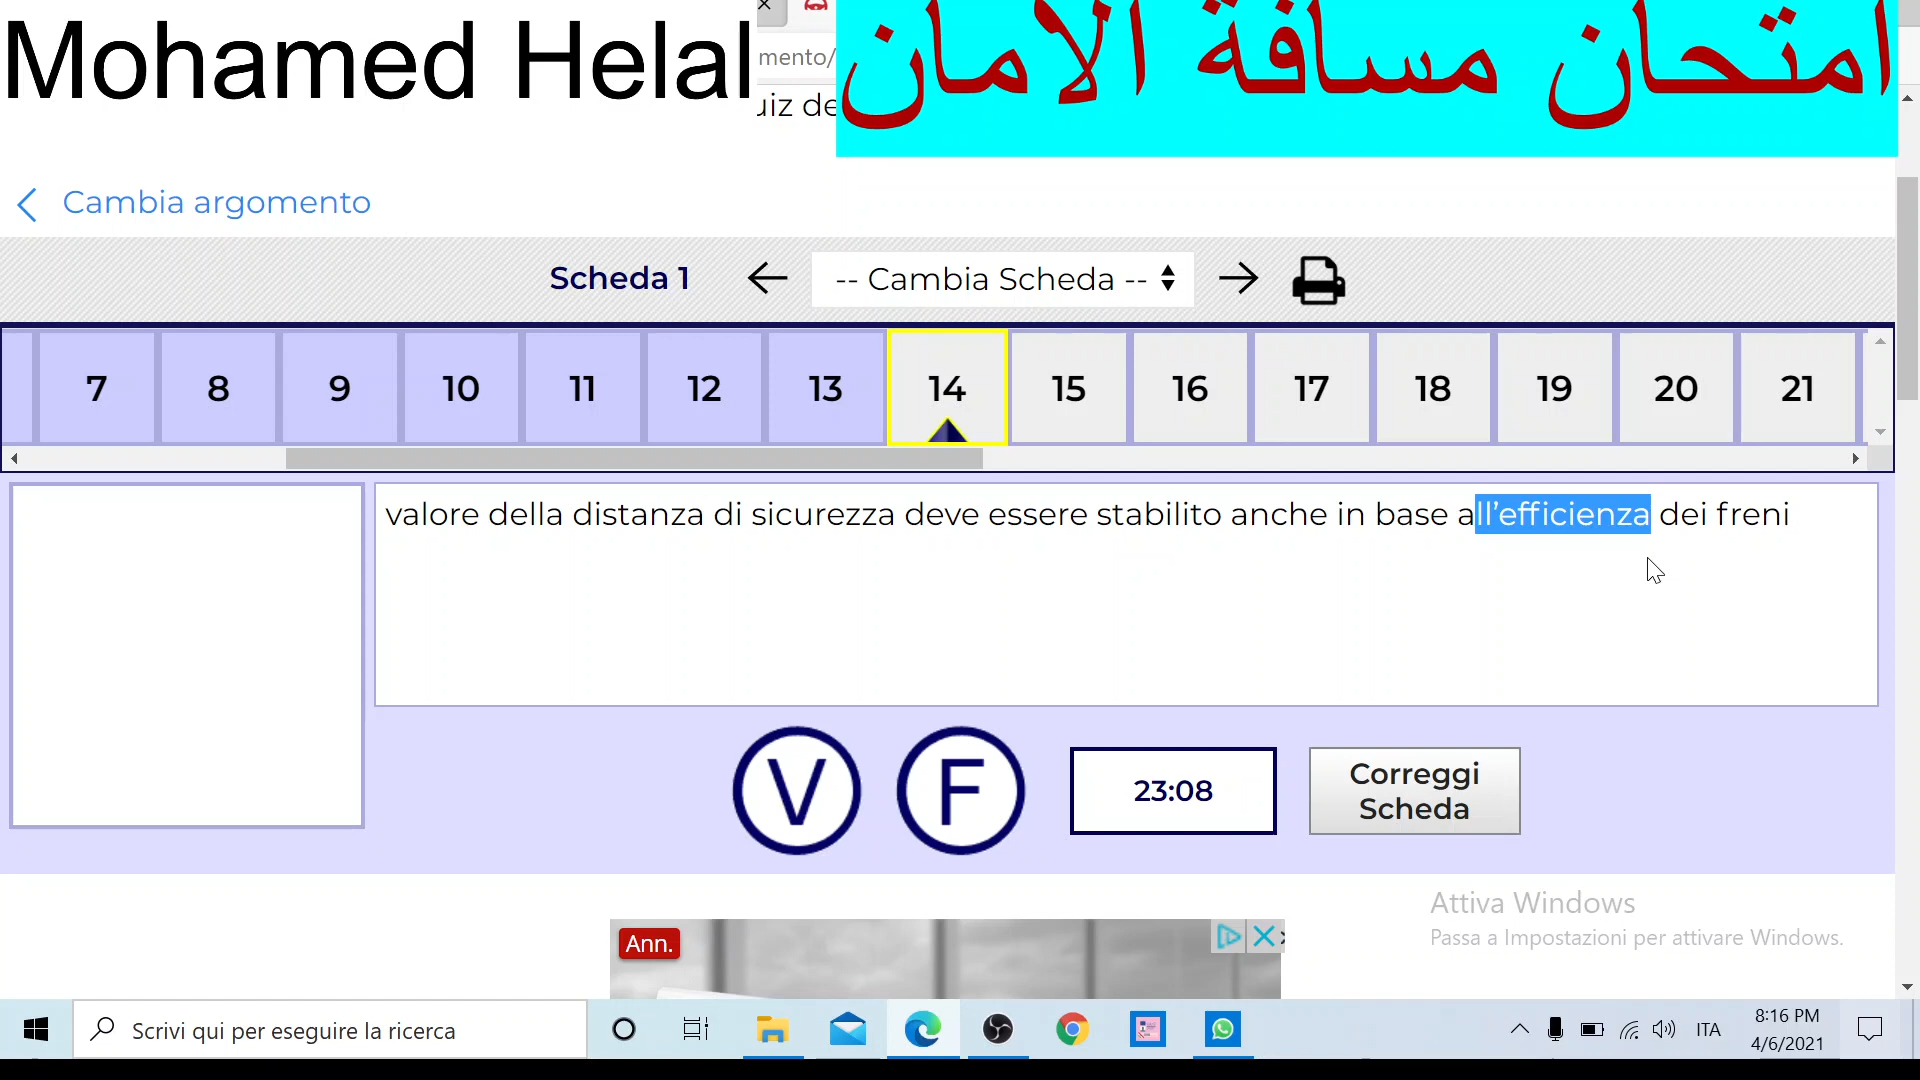 Mohamed Helal
امتحان مسافة الامان
mento/
uiz de
Cambia argomento
Scheda 1
-- Cambia Scheda --
7 8 9 10 11 12 13 14 15 16 17 18 19 20 21
valore della distanza di sicurezza deve essere stabilito anche in base all’efficienza dei freni
V F 23:08 Correggi
Scheda
Attiva Windows
Passa a Impostazioni per attivare Windows.
Ann.
Scrivi qui per eseguire la ricerca
ITA
8:16 PM
4/6/2021